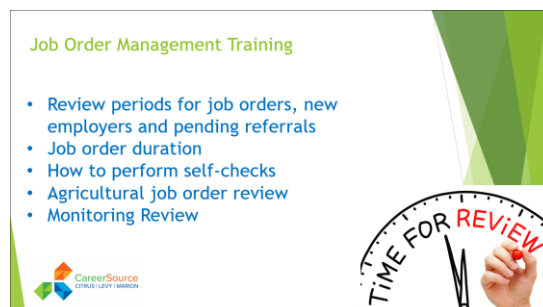 Job Order Management Training
• Review periods for job orders, new
employers and pending referrals
• Job order duration
• How to perform self-checks
• Agricultural job order review
• Monitoring Review
TiME FOR REViEW
CareerSource
CITRUS | LEVY | MARION